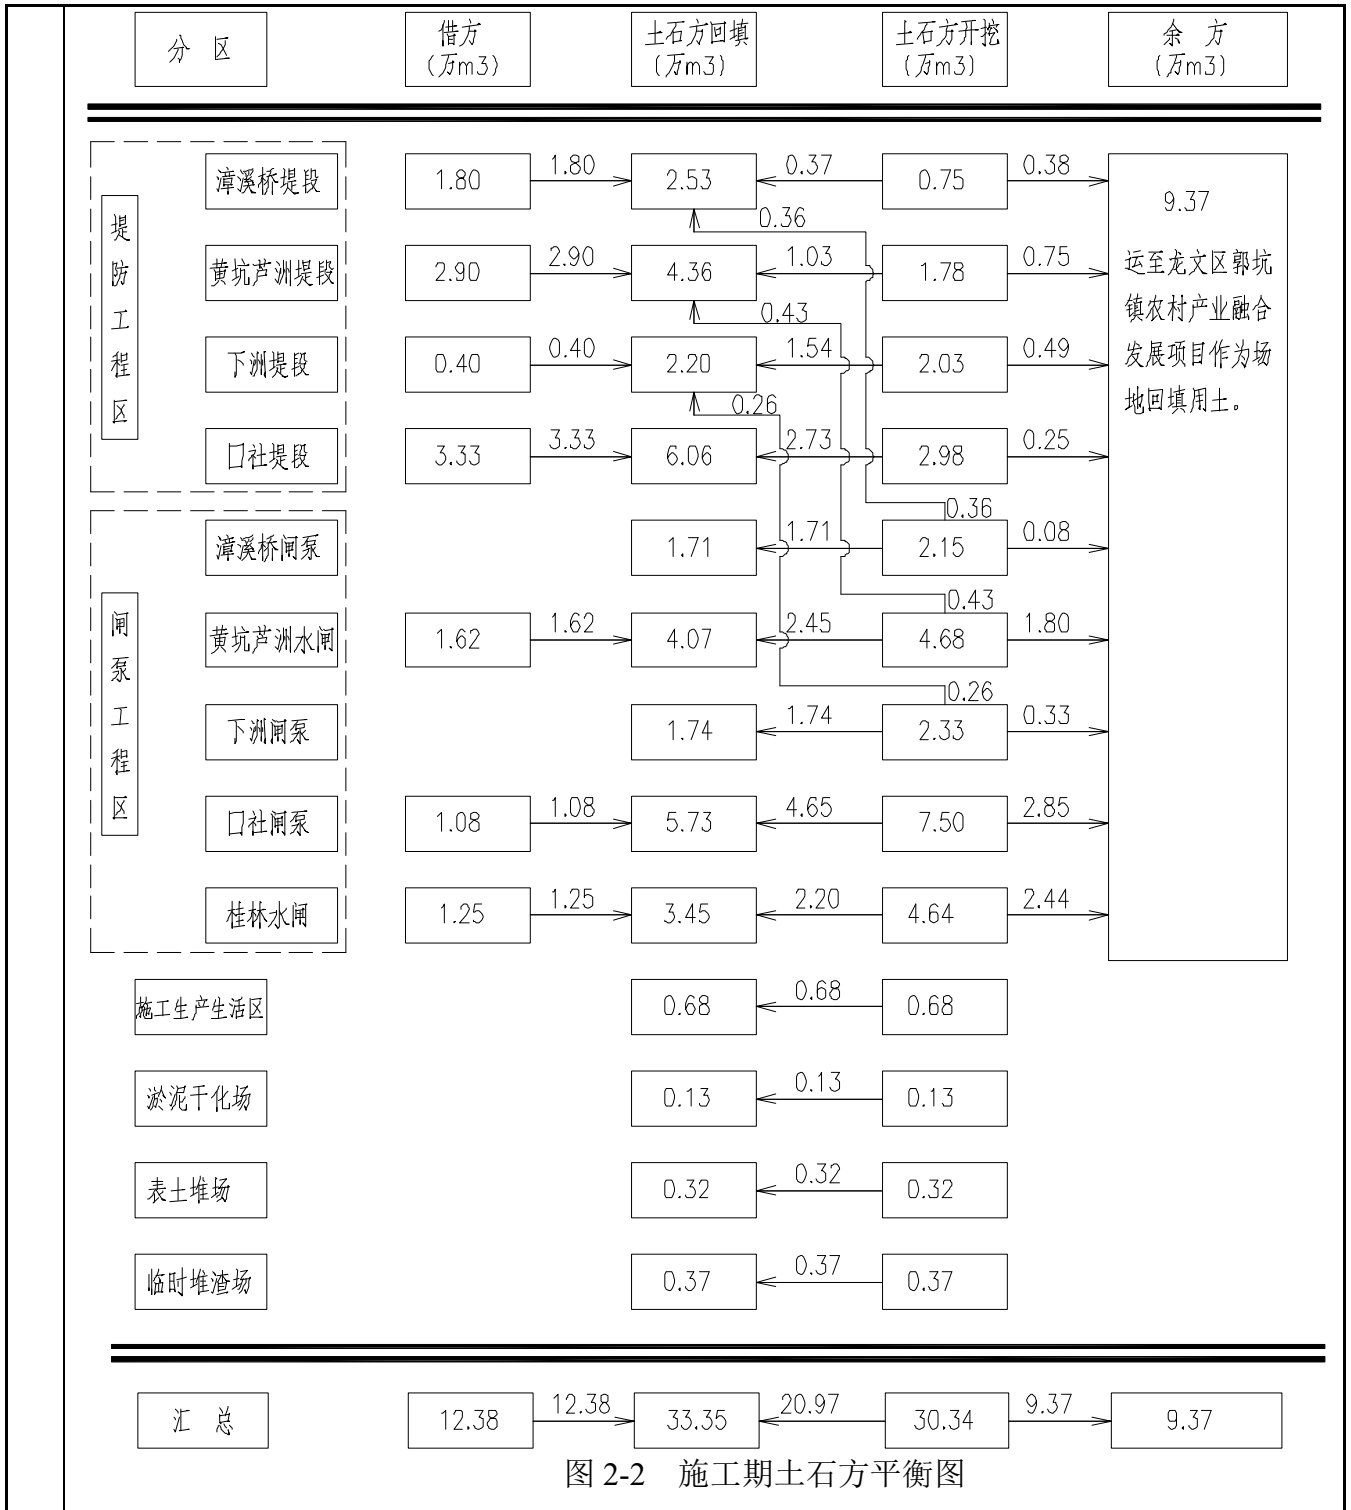 分 区 借方 土石方回填 土石方开挖 余 方
(万m3) (万m3) (万m3) (万m3)
堤防工程区
漳溪桥堤段 1.80 1.80 2.53 0.37 0.75 0.38
0.36
黄坑芦洲堤段 2.90 2.90 4.36 1.03 1.78 0.75
0.43
下洲堤段 0.40 0.40 2.20 1.54 2.03 0.49
0.26
口社堤段 3.33 3.33 6.06 2.73 2.98 0.25
9.37
运至龙文区郭坑
镇农村产业融合
发展项目作为场
地回填用土。
闸泵工程区
0.36
漳溪桥闸泵 1.71 1.71 2.15 0.08
0.43
黄坑芦洲水闸 1.62 1.62 4.07 2.45 4.68 1.80
0.26
下洲闸泵 1.74 1.74 2.33 0.33
口社闸泵 1.08 1.08 5.73 4.65 7.50 2.85
桂林水闸 1.25 1.25 3.45 2.20 4.64 2.44
施工生产生活区 0.68 0.68 0.68
淤泥干化场 0.13 0.13 0.13
表土堆场 0.32 0.32 0.32
临时堆渣场 0.37 0.37 0.37
汇 总 12.38 12.38 33.35 20.97 30.34 9.37 9.37
图 2-2 施工期土石方平衡图